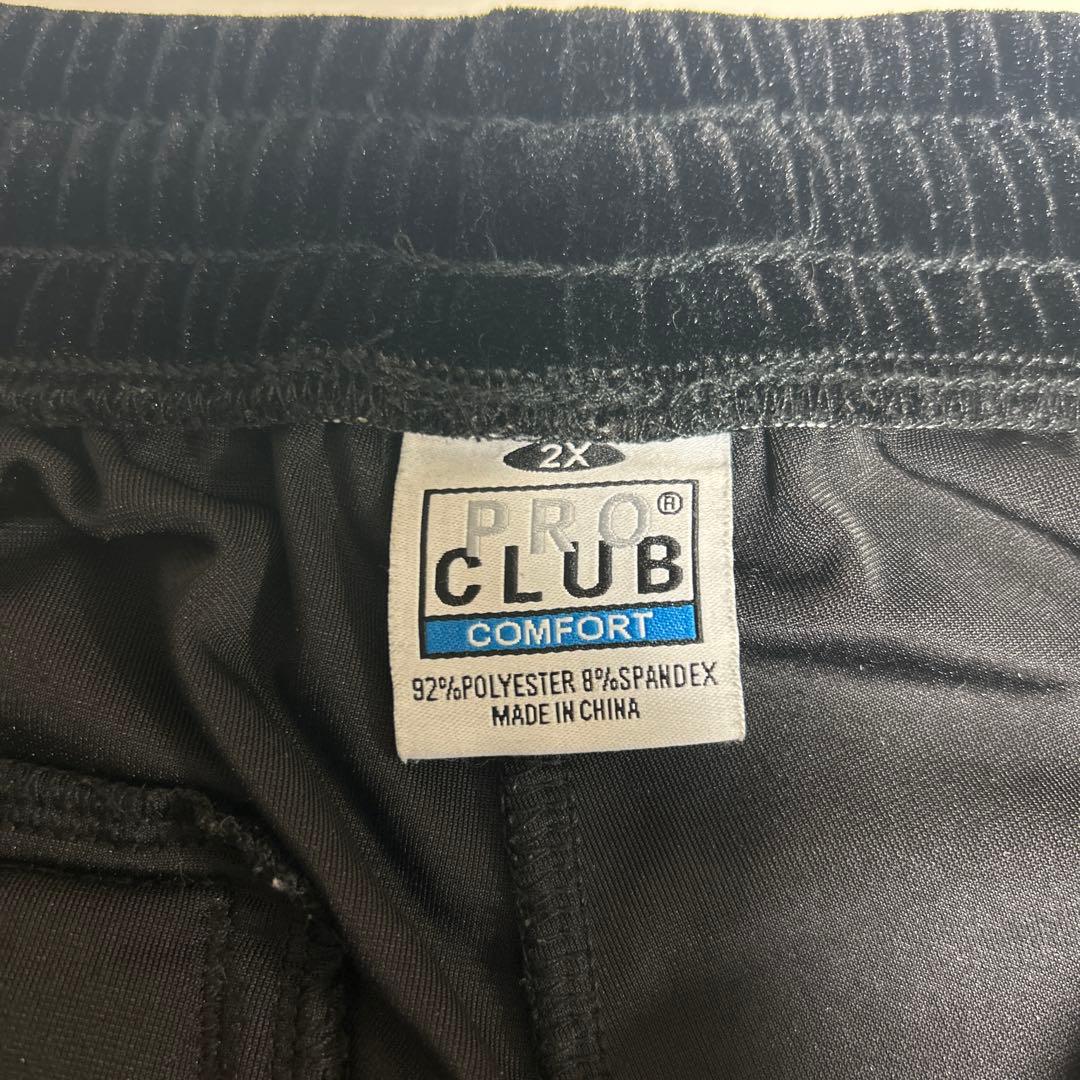 2X
PRO®
CLUB
COMFORT
92%POLYESTER 8%SPANDEX
MADE IN CHINA